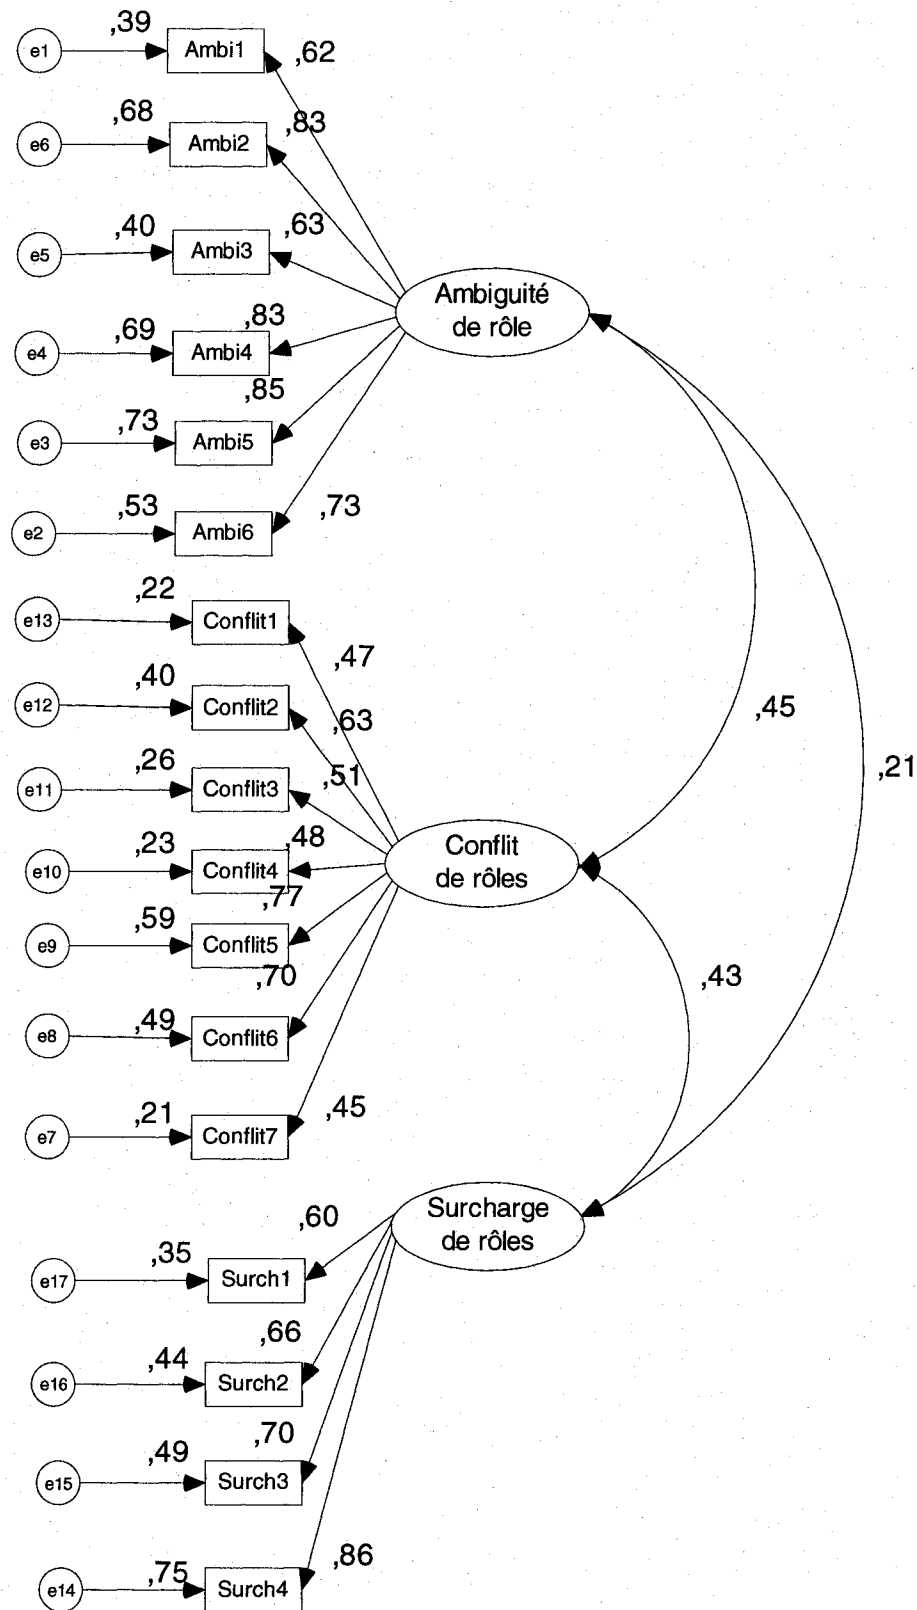 ,39
e1
Ambi1
,62
,68
e6
Ambi2
,83
,40
e5
Ambi3
,63
Ambiguité
de rôle
,69
e4
Ambi4
,83
,73
e3
Ambi5
,85
,53
e2
Ambi6
,73
,22
e13
Conflit1
,47
,40
e12
Conflit2
,63
,45
,21
,26
e11
Conflit3
,51
Conflit
de rôles
,23
e10
Conflit4
,48
,59
e9
Conflit5
,77
,43
,49
e8
Conflit6
,70
,21
e7
Conflit7
,45
Surcharge
de rôles
,35
e17
Surch1
,60
,44
e16
Surch2
,66
,49
e15
Surch3
,70
,75
e14
Surch4
,86